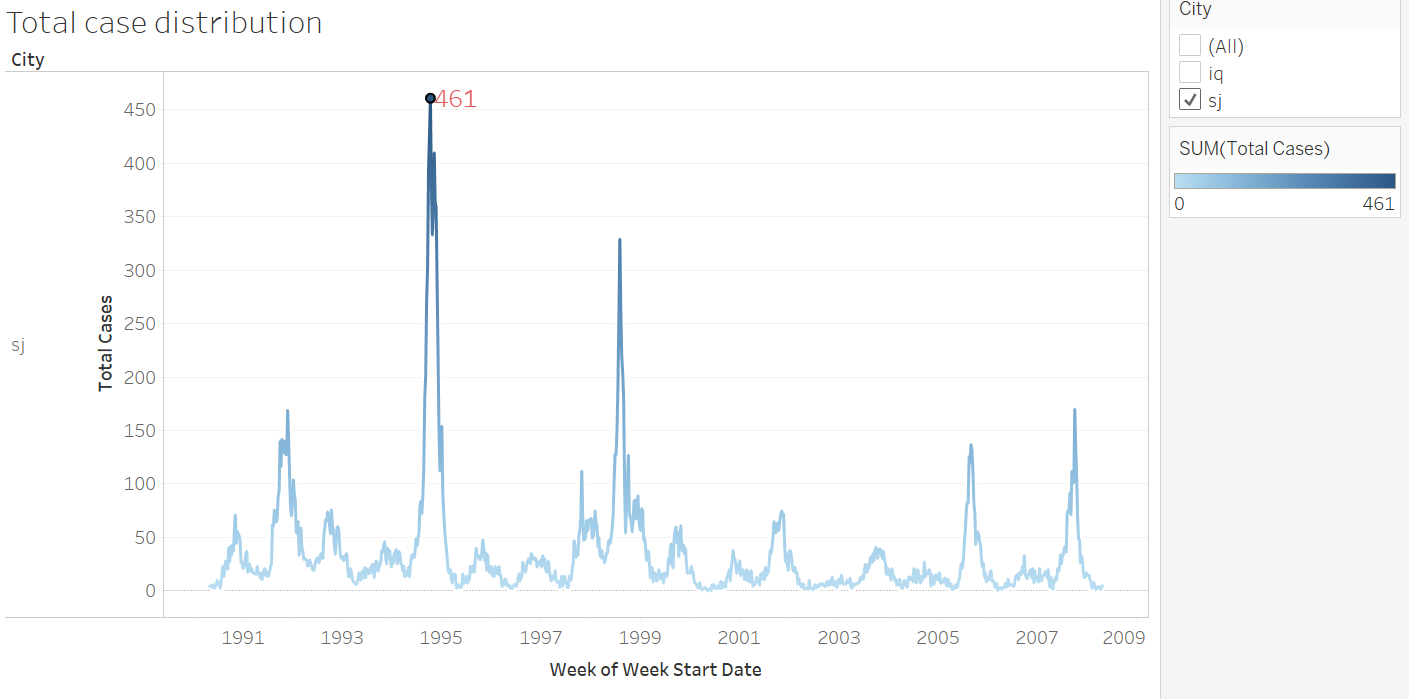 Total case distribution
City
sj
Total Cases
450
400
350
300
250
200
150
100
50
0
461
1991 1993 1995 1997 1999 2001 2003 2005 2007 2009
Week of Week Start Date
City
(All)
iq
sj
SUM(Total Cases)
0 461